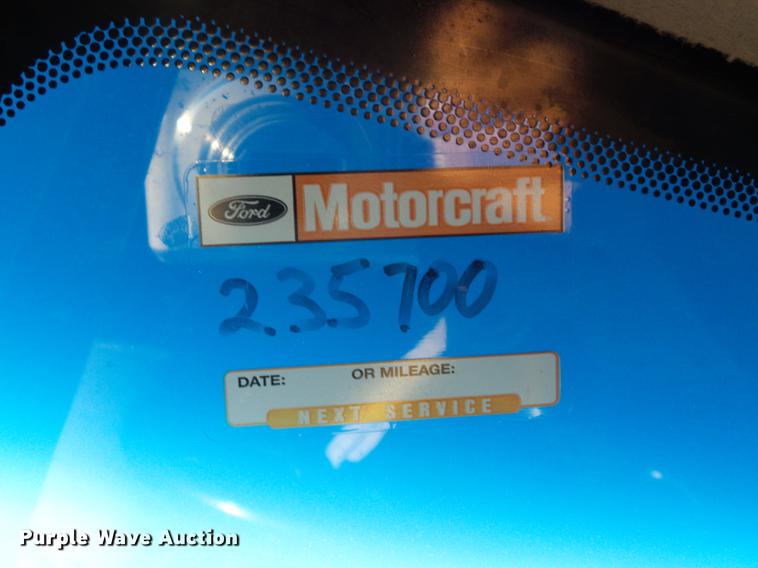 Ford Motorcraft
235700
DATE: OR MILEAGE:
NEXT SERVICE
Purple Wave Auction